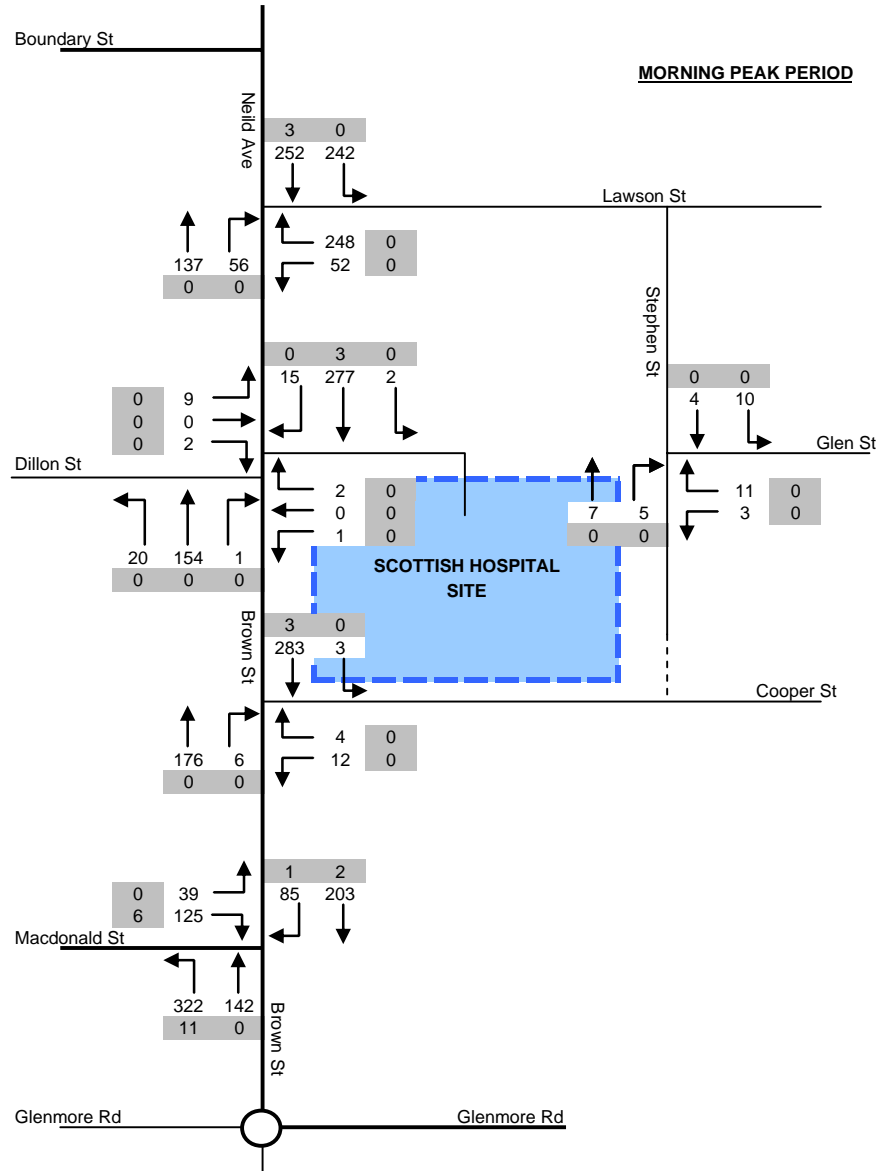 Boundary St
MORNING PEAK PERIOD
Neild Ave
3 0
252 242
Lawson St
248 0
137 56 52 0
0 0
Stephen St
0 3 0
15 277 2
0 0
4 10
0 9
0 0
0 2
Glen St
Dillon St
2 0
0 0
1 0
11 0
7 5 3 0
0 0
20 154 1
0 0 0
SCOTTISH HOSPITAL
SITE
Brown St
3 0
283 3
Cooper St
4 0
176 6 12 0
0 0
1 2
0 39 85 203
6 125
Macdonald St
322 142
11 0
Brown St
Glenmore Rd Glenmore Rd